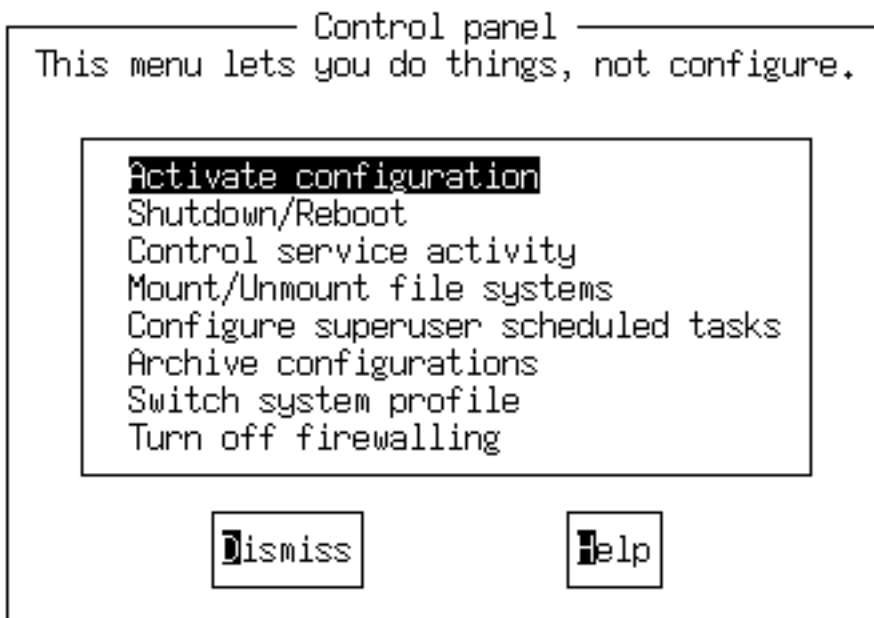 Control panel
This menu lets you do things, not configure.
Activate configuration
Shutdown/Reboot
Control service activity
Mount/Unmount file systems
Configure superuser scheduled tasks
Archive configurations
Switch system profile
Turn off firewalling
Dismiss Help